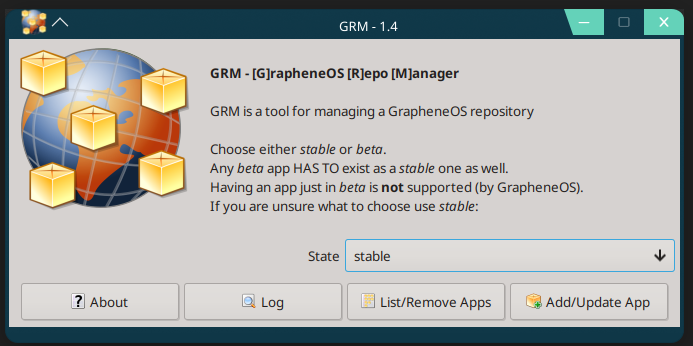 GRM - 1.4
GRM - [G]rapheneOS [R]epo [M]anager
GRM is a tool for managing a GrapheneOS repository
Choose either stable or beta.
Any beta app HAS TO exist as a stable one as well.
Having an app just in beta is not supported (by GrapheneOS).
If you are unsure what to choose use stable:
State
stable
About
Log
List/Remove Apps
Add/Update App